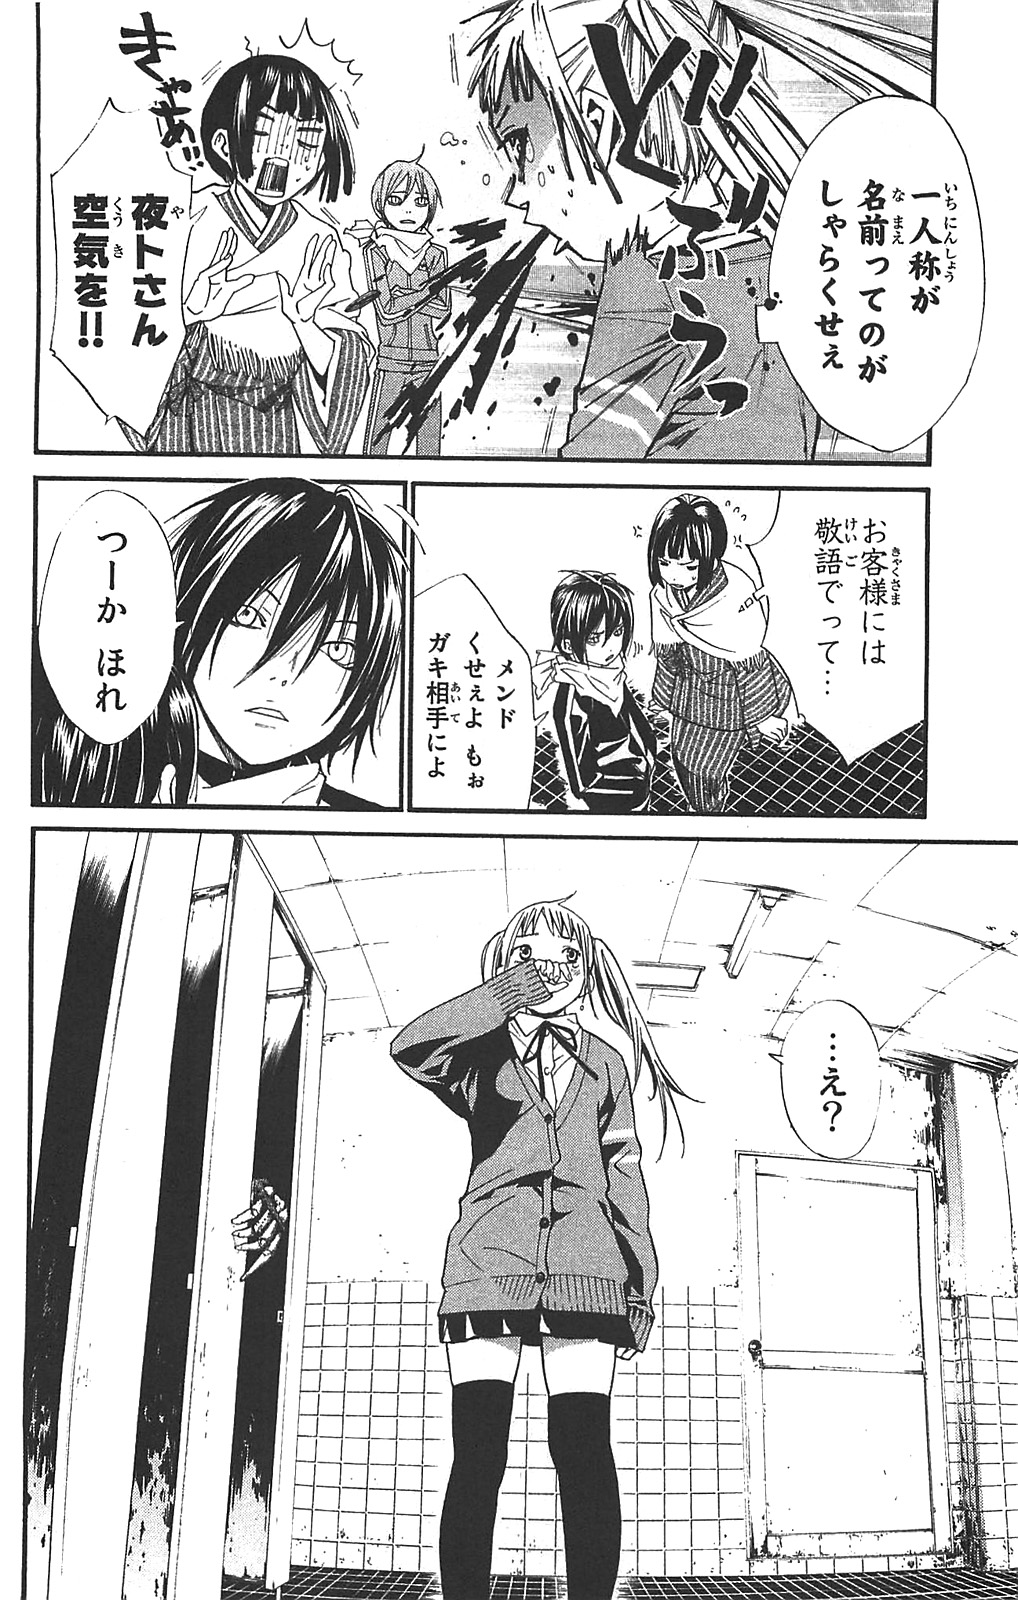 一人称が
名前ってのが
しゃらくせぇ
どぶうっ
きゃあぁ!!
夜トさん
空気を!!
お客様には
敬語でって…
メンド
くせぇよ もぉ
ガキ相手によ
つーか ほれ
…え?